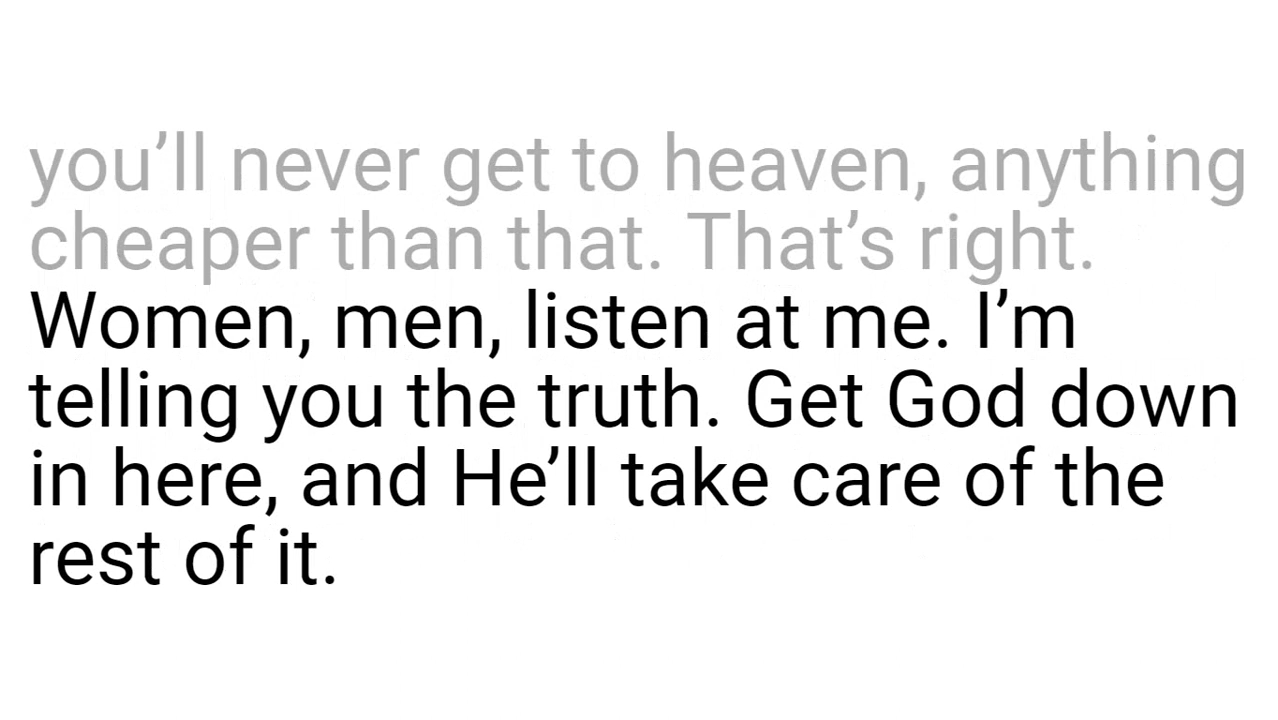 you’ll never get to heaven, anything
cheaper than that. That’s right.
Women, men, listen at me. I’m
telling you the truth. Get God down
in here, and He’ll take care of the
rest of it.